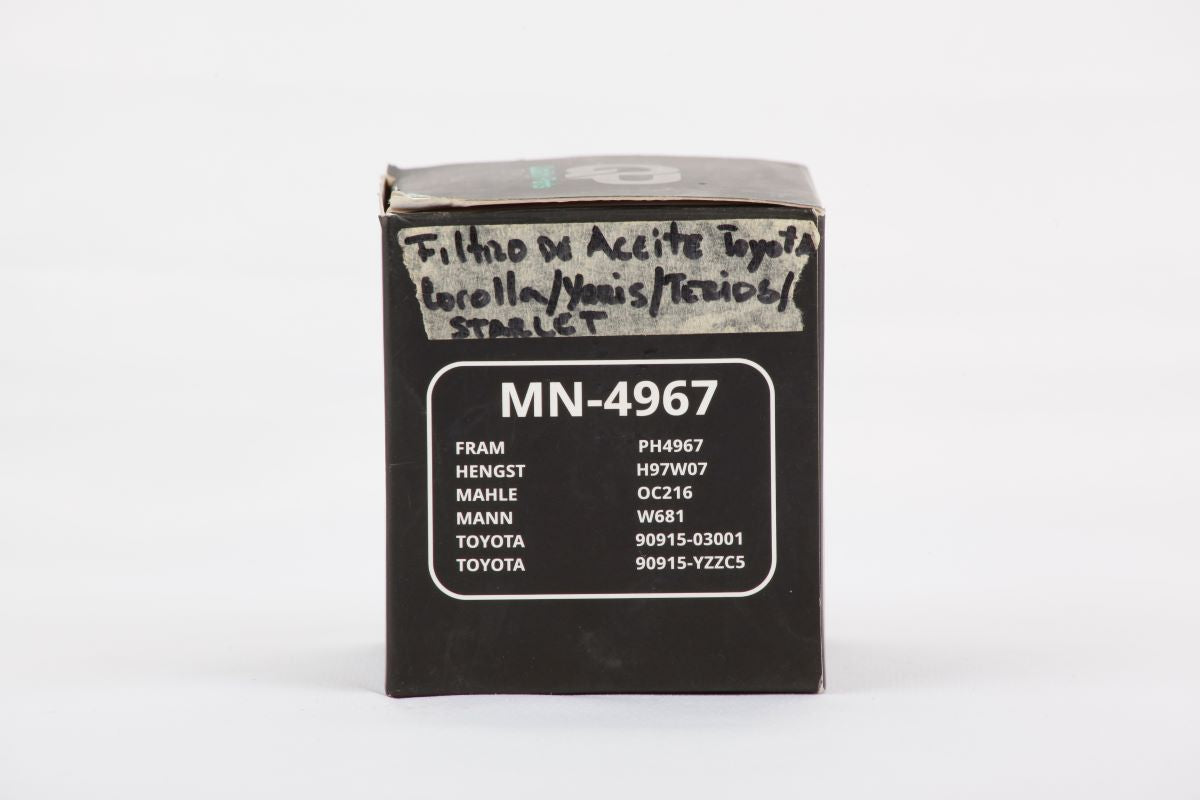 Filtro de Aceite Toyota
Corolla/Yaris/Terios/
STARLET
MN-4967
FRAM PH4967
HENGST H97W07
MAHLE OC216
MANN W681
TOYOTA 90915-03001
TOYOTA 90915-YZZC5